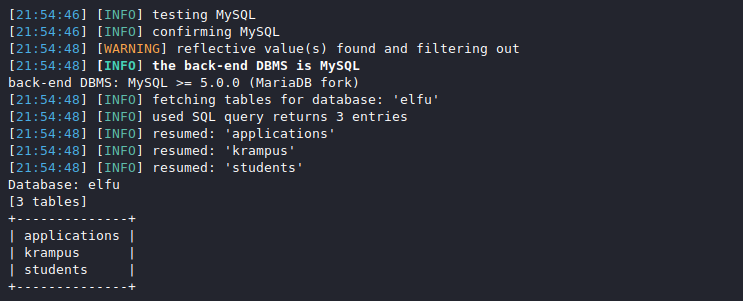 [21:54:46] [INFO] testing MySQL
[21:54:46] [INFO] confirming MySQL
[21:54:48] [WARNING] reflective value(s) found and filtering out
[21:54:48] [INFO] the back-end DBMS is MySQL
back-end DBMS: MySQL >= 5.0.0 (MariaDB fork)
[21:54:48] [INFO] fetching tables for database: 'elfu'
[21:54:48] [INFO] used SQL query returns 3 entries
[21:54:48] [INFO] resumed: 'applications'
[21:54:48] [INFO] resumed: 'krampus'
[21:54:48] [INFO] resumed: 'students'
Database: elfu
[3 tables]
+--------------+
| applications |
| krampus      |
| students     |
+--------------+